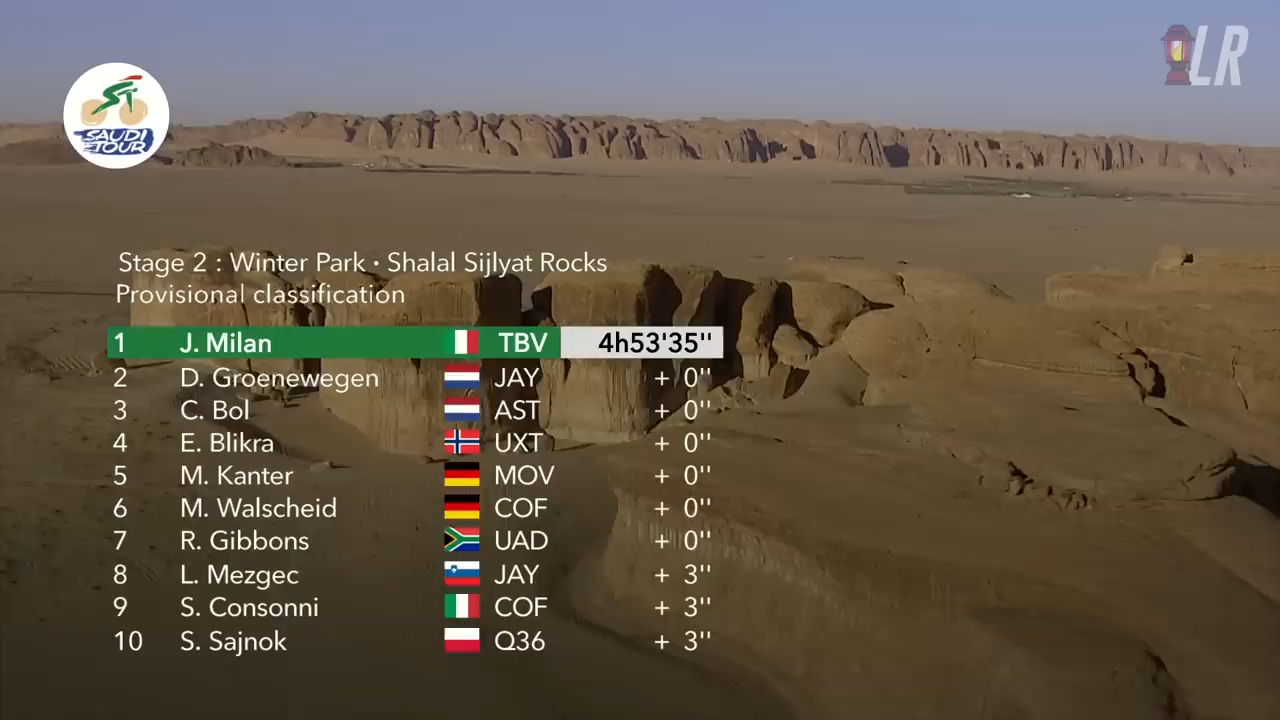 LR
SAUDI
TOUR
Stage 2 : Winter Park · Shalal Sijlyat Rocks
Provisional classification
1 J. Milan TBV 4h53'35''
2 D. Groenewegen JAY + 0''
3 C. Bol AST + 0''
4 E. Blikra UXT + 0''
5 M. Kanter MOV + 0''
6 M. Walscheid COF + 0''
7 R. Gibbons UAD + 0''
8 L. Mezgec JAY + 3''
9 S. Consonni COF + 3''
10 S. Sajnok Q36 + 3''